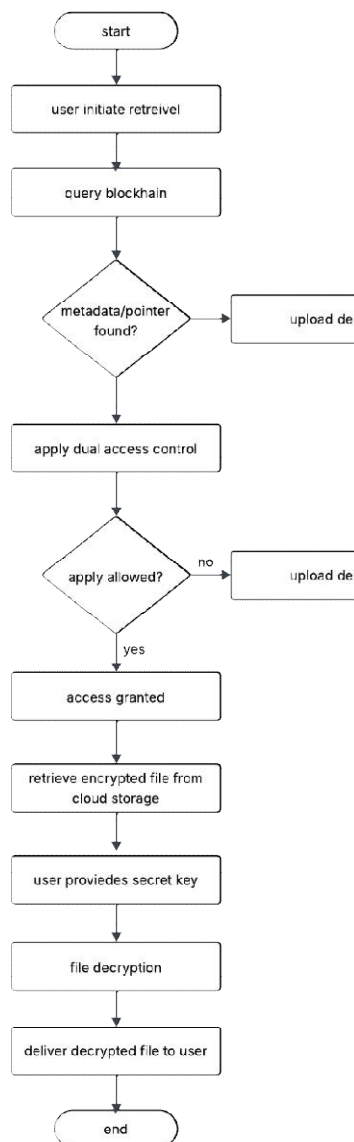 start
user initiate retreivel
query blockhain
metadata/pointer
found?
upload de
apply dual access control
apply allowed?
no
upload de
yes
access granted
retrieve encrypted file from
cloud storage
user proviedes secret key
file decryption
deliver decrypted file to user
end